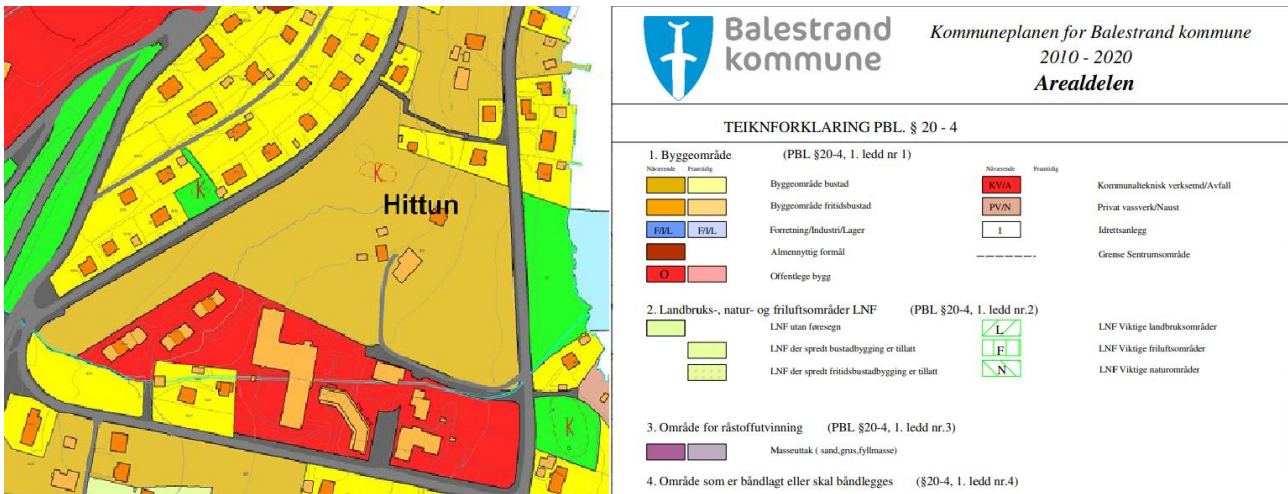 K
K
Hittun
K
Balestrand
kommune
Kommuneplanen for Balestrand kommune
2010 - 2020
Arealdelen
TEIKNFORKLARING PBL. § 20 - 4
1. Byggeområde (PBL §20-4, 1. ledd nr 1)
Nåværende Framtidig
Byggeområde bustad
Byggeområde fritidsbustad
F/I/L F/I/L Forretning/Industri/Lager
Almennyttig formål
O Offentlege bygg
Nåværende Framtidig
KV/A Kommunalteknisk verksemd/Avfall
PV/N Privat vassverk/Naust
I Idrettsanlegg
Grense Sentrumsområde
2. Landbruks-, natur- og friluftsområder LNF (PBL §20-4, 1. ledd nr.2)
LNF utan føresegn
LNF der spredt bustadbygging er tillatt
LNF der spredt fritidsbustadbygging er tillatt
L LNF Viktige landbruksområder
F LNF Viktige friluftsområder
N LNF Viktige naturområder
3. Område for råstoffutvinning (PBL §20-4, 1. ledd nr.3)
Masseuttak ( sand,grus,fyllmasse)
4. Område som er båndlagt eller skal båndlegges (§20-4, 1. ledd nr.4)